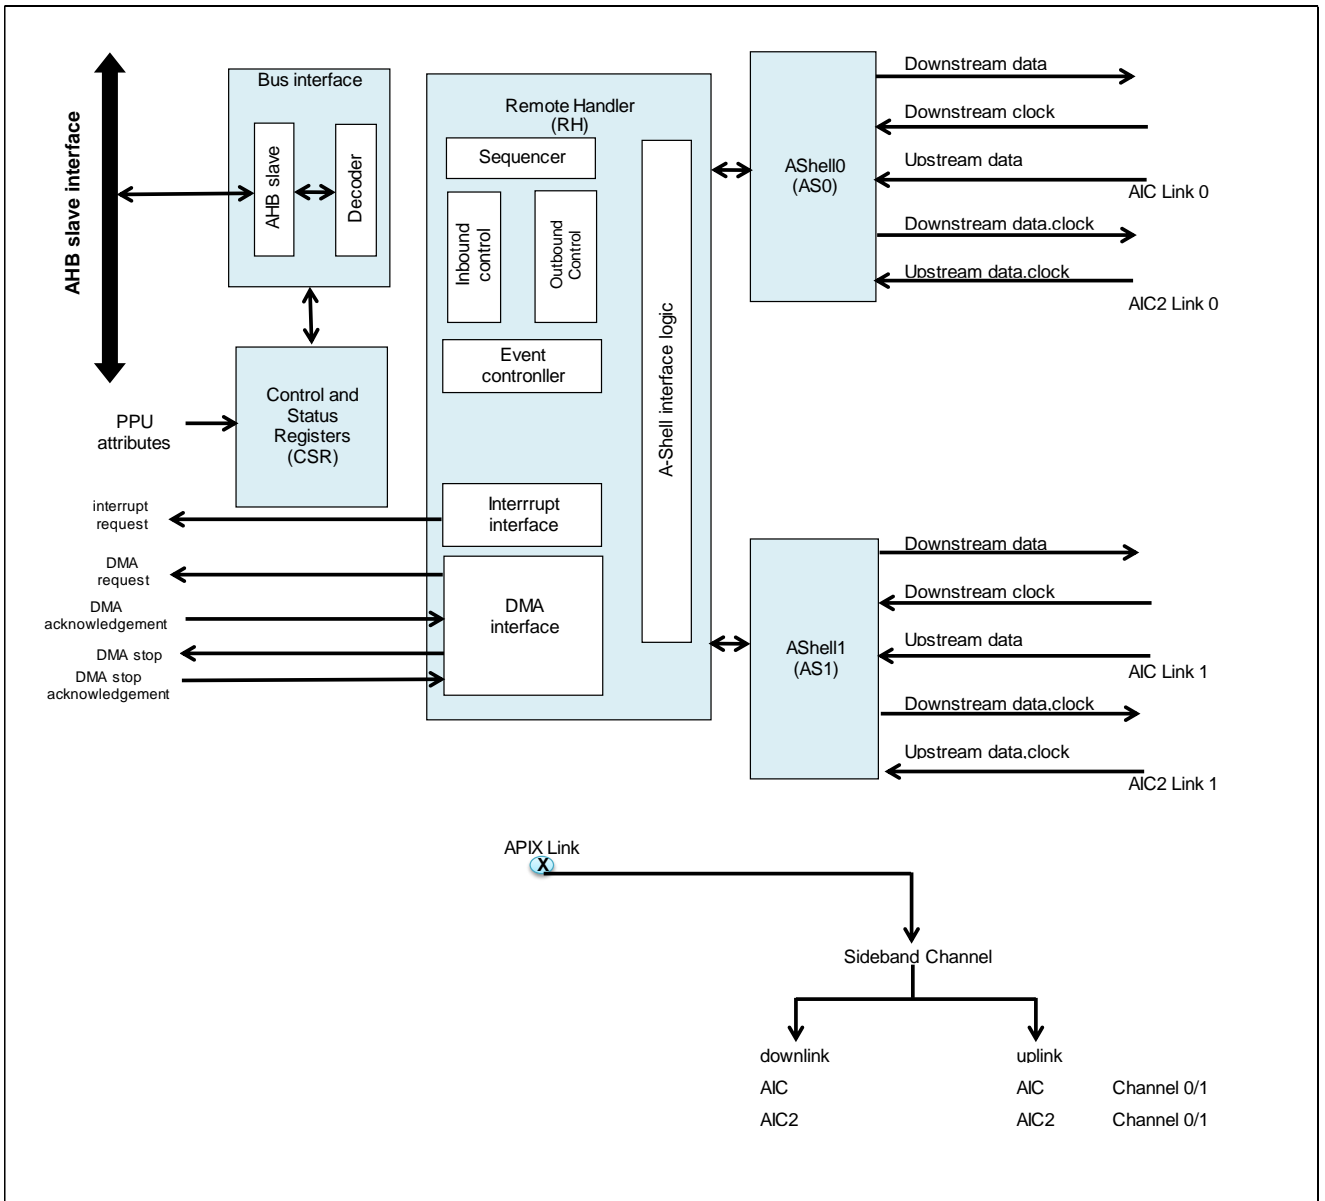 AHB slave interface
Bus interface
AHB slave
Decoder
Control and
Status
Registers
(CSR)
PPU
attributes
interrupt
request
DMA
request
DMA
acknowledgement
DMA stop
DMA stop
acknowledgement
Remote Handler
(RH)
Sequencer
Inbound
control
Outbound
Control
Event
contronller
Interrrupt
interface
DMA
interface
A-Shell interface logic
AShell0
(AS0)
Downstream data
Downstream clock
Upstream data
AIC Link 0
Downstream data.clock
Upstream data.clock
AIC2 Link 0
AShell1
(AS1)
Downstream data
Downstream clock
Upstream data
AIC Link 1
Downstream data,clock
Upstream data,clock
AIC2 Link 1
APIX Link
X
Sideband Channel
downlink uplink
AIC AIC Channel 0/1
AIC2 AIC2 Channel 0/1